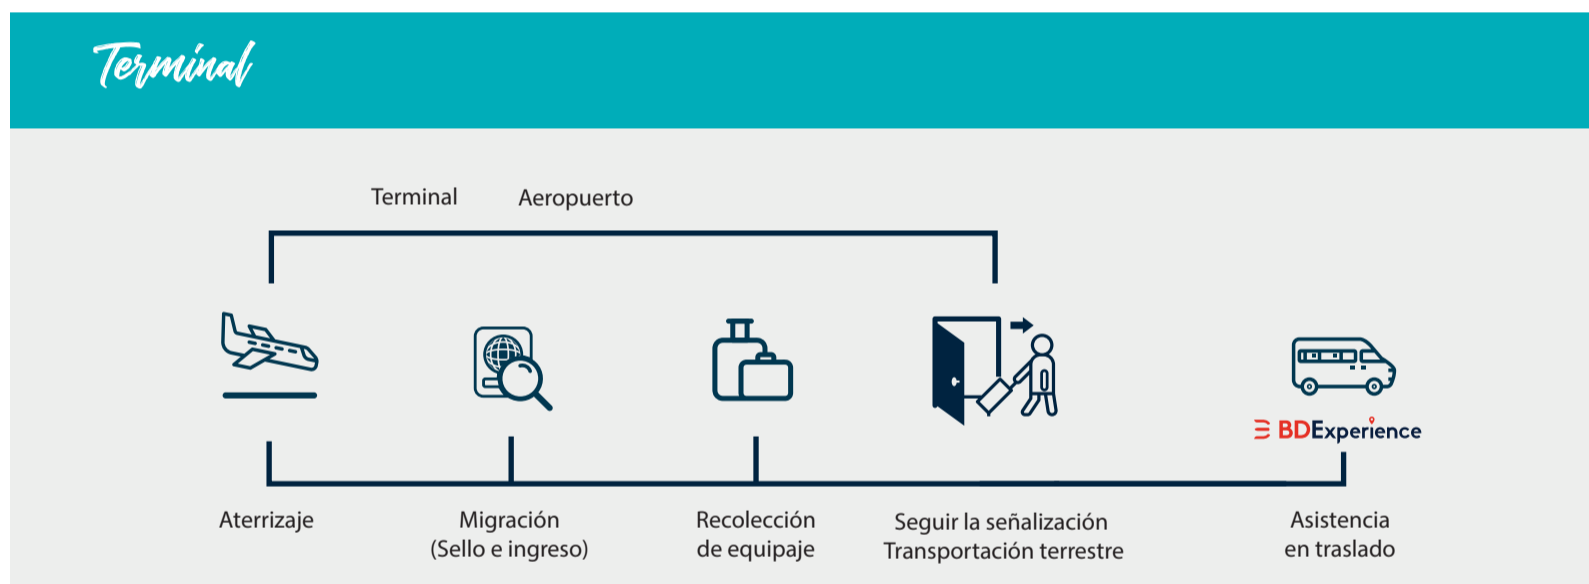 Terminal
Terminal Aeropuerto
BDExperience
Aterrizaje
Migración
(Sello e ingreso)
Recolección
de equipaje
Seguir la señalización
Transportación terrestre
Asistencia
en traslado